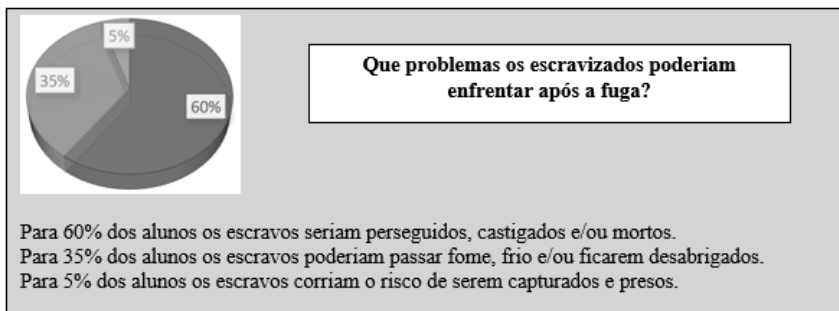 5%
35%
60%
Que problemas os escravizados poderiam
enfrentar após a fuga?
Para 60% dos alunos os escravos seriam perseguidos, castigados e/ou mortos.
Para 35% dos alunos os escravos poderiam passar fome, frio e/ou ficarem desabrigados.
Para 5% dos alunos os escravos corriam o risco de serem capturados e presos.